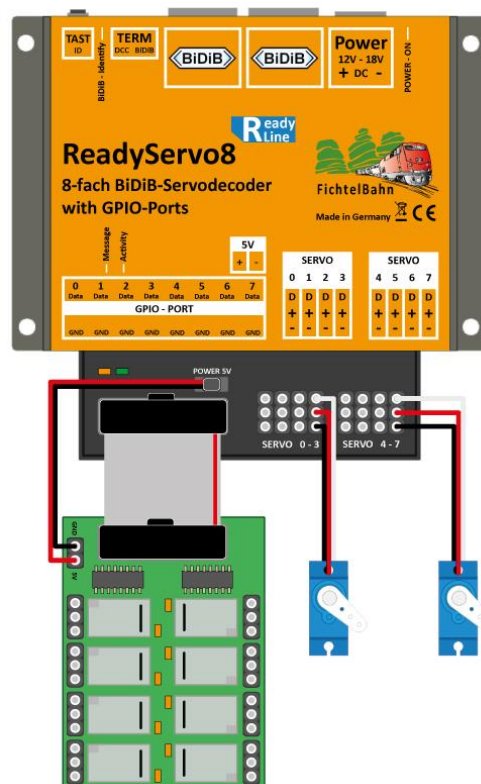 TAST
ID
BiDiB - Identify
TERM
DCC BiDiB
BiDiB
BiDiB
Power
12V - 18V
+ DC -
POWER - ON
Ready
Line
ReadyServo8
8-fach BiDiB-Servodecoder
with GPIO-Ports
FichtelBahn
Made in Germany CE
Message
Activity
5V
+ -
0 1 2 3 4 5 6 7
Data Data Data Data Data Data Data Data
GPIO - PORT
GND GND GND GND GND GND GND GND
SERVO
0 1 2 3
D D D D
+ + + +
- - - -
SERVO
4 5 6 7
D D D D
+ + + +
- - - -
POWER 5V
SERVO 0 - 3
SERVO 4 - 7
GND
5V